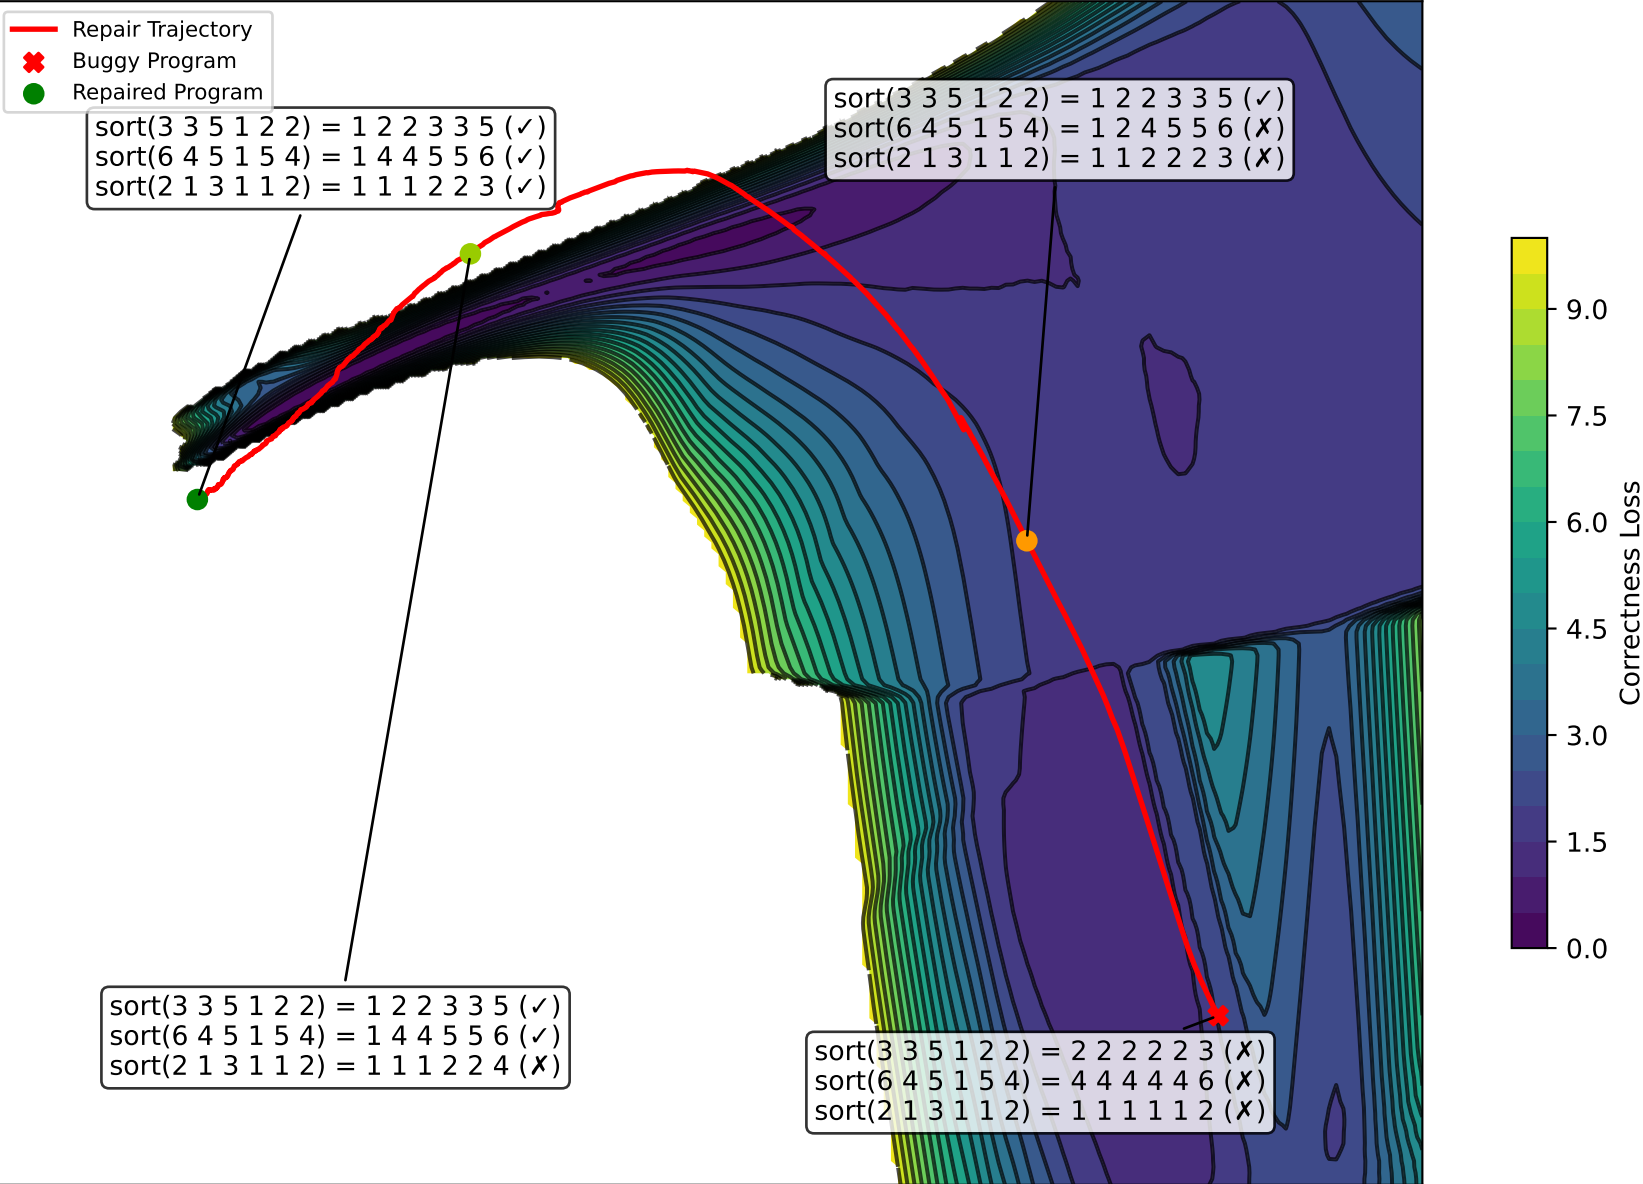 Repair Trajectory
Buggy Program
Repaired Program
sort(3 3 5 1 2 2) = 1 2 2 3 3 5 (✓)
sort(6 4 5 1 5 4) = 1 4 4 5 5 6 (✓)
sort(2 1 3 1 1 2) = 1 1 1 2 2 3 (✓)
sort(3 3 5 1 2 2) = 1 2 2 3 3 5 (✓)
sort(6 4 5 1 5 4) = 1 2 4 5 5 6 (✗)
sort(2 1 3 1 1 2) = 1 1 2 2 2 3 (✗)
sort(3 3 5 1 2 2) = 1 2 2 3 3 5 (✓)
sort(6 4 5 1 5 4) = 1 4 4 5 5 6 (✓)
sort(2 1 3 1 1 2) = 1 1 1 2 2 4 (✗)
sort(3 3 5 1 2 2) = 2 2 2 2 2 3 (✗)
sort(6 4 5 1 5 4) = 4 4 4 4 4 6 (✗)
sort(2 1 3 1 1 2) = 1 1 1 1 1 2 (✗)
9.0
7.5
6.0
4.5
3.0
1.5
0.0
Correctness Loss